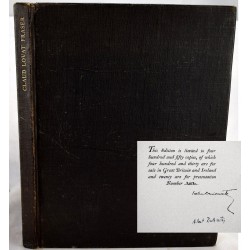 CLAUD LOVAT FRASER
This Edition is limited to four
hundred and fifty copies, of which
four hundred and thirty are for
sale in Great Britain and Ireland
and twenty are for presentation
Number